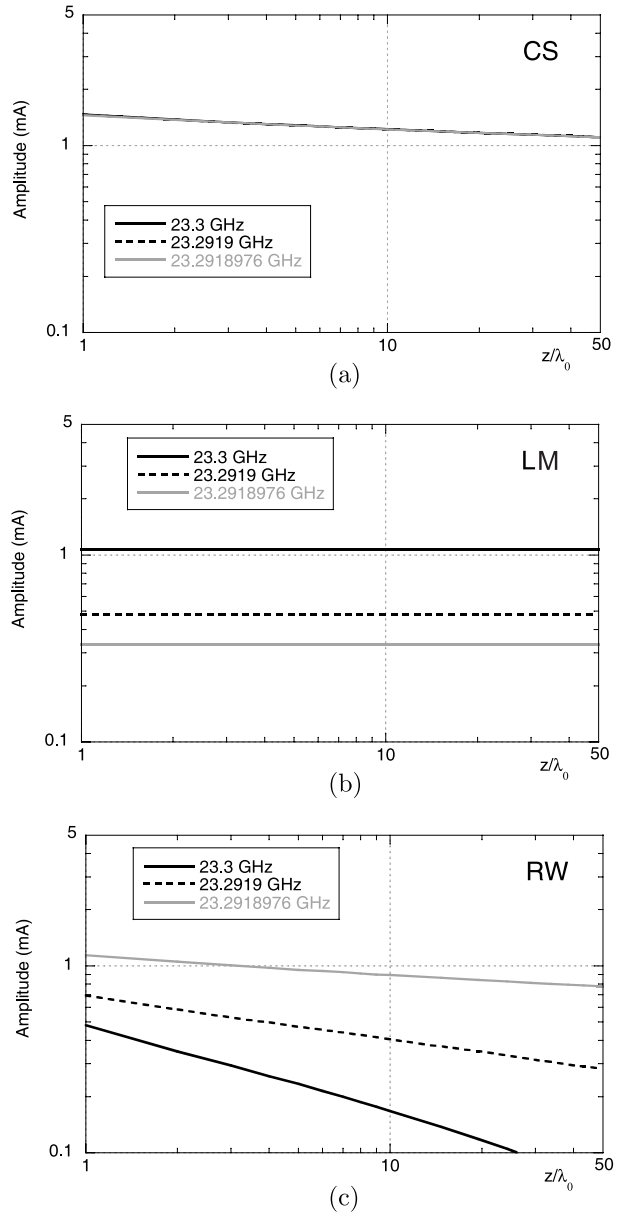 5
CS
Amplitude (mA)
1
23.3 GHz
23.2919 GHz
23.2918976 GHz
0.1
1
10
z/λ₀
50
(a)
5
23.3 GHz
23.2919 GHz
23.2918976 GHz
LM
Amplitude (mA)
1
0.1
1
10
z/λ₀
50
(b)
5
23.3 GHz
23.2919 GHz
23.2918976 GHz
RW
Amplitude (mA)
1
0.1
1
10
z/λ₀
50
(c)